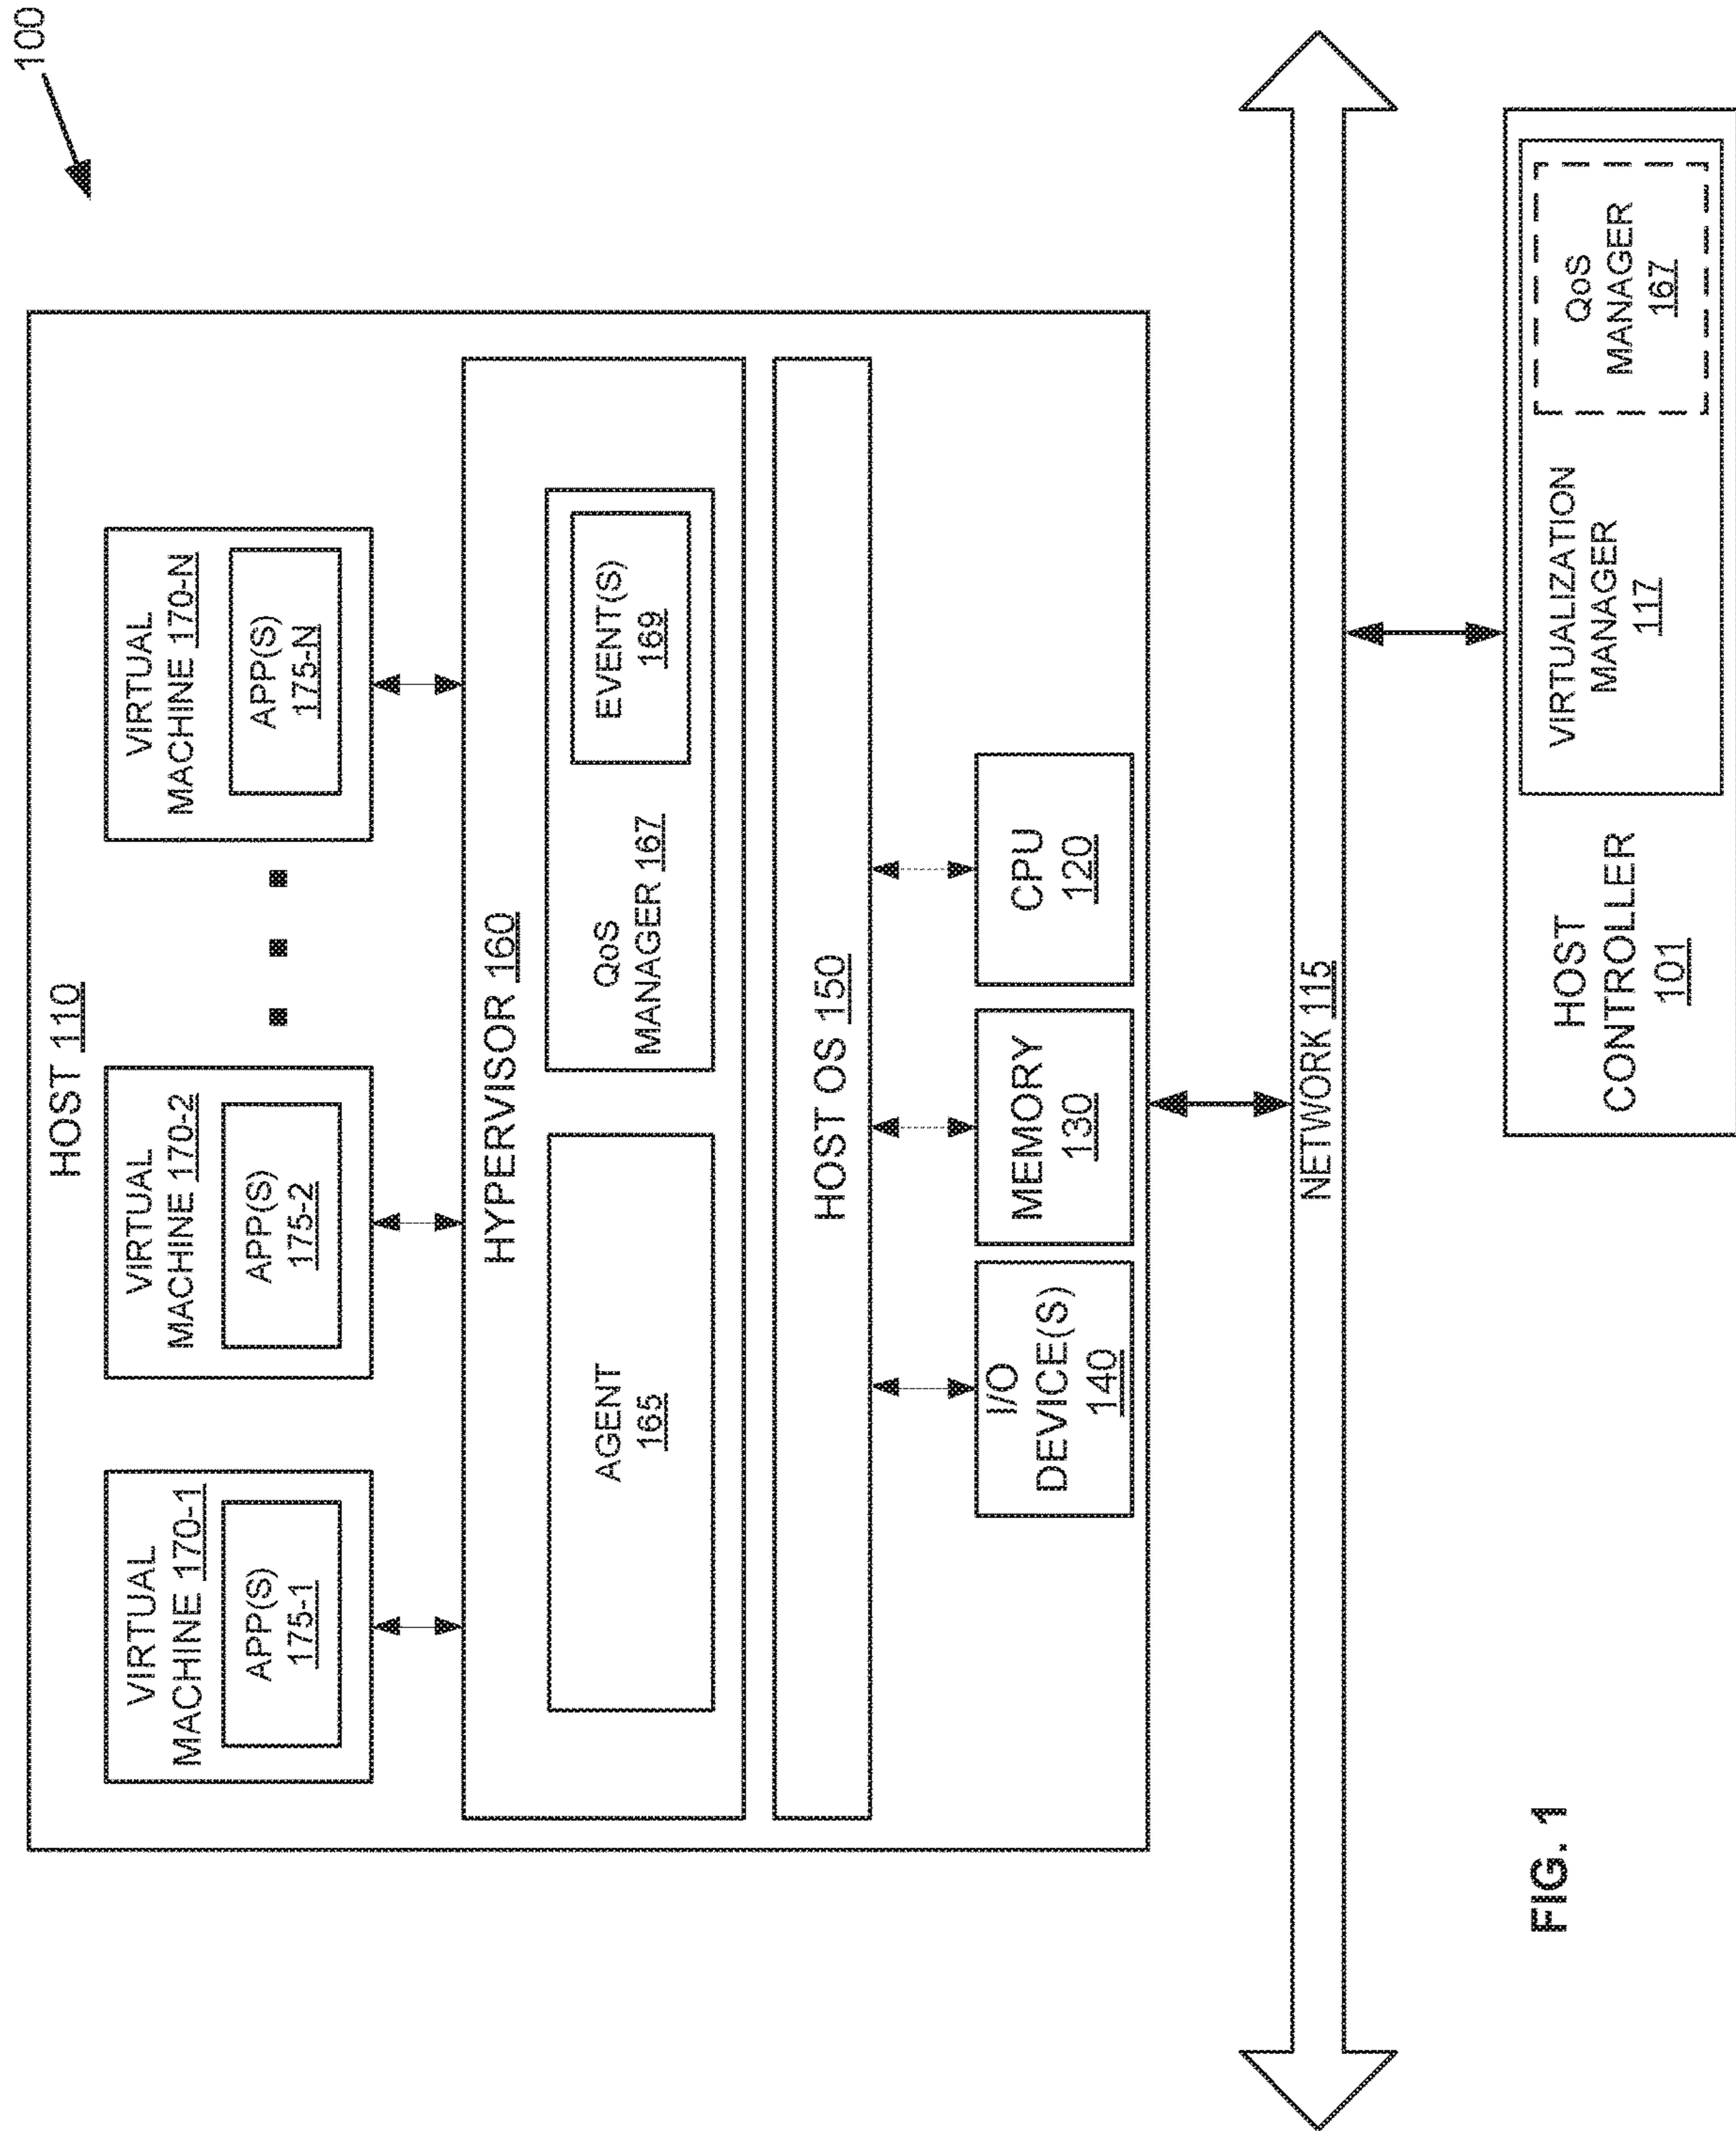 100
HOST 110
VIRTUAL
MACHINE 170-1
APP(S)
175-1
VIRTUAL
MACHINE 170-2
APP(S)
175-2
VIRTUAL
MACHINE 170-N
APP(S)
175-N
HYPERVISOR 160
AGENT
165
QoS
MANAGER 167
EVENT(S)
169
HOST OS 150
I/O
DEVICE(S)
140
MEMORY
130
CPU
120
NETWORK 115
HOST
CONTROLLER
101
VIRTUALIZATION
MANAGER
117
QoS
MANAGER
167
FIG. 1